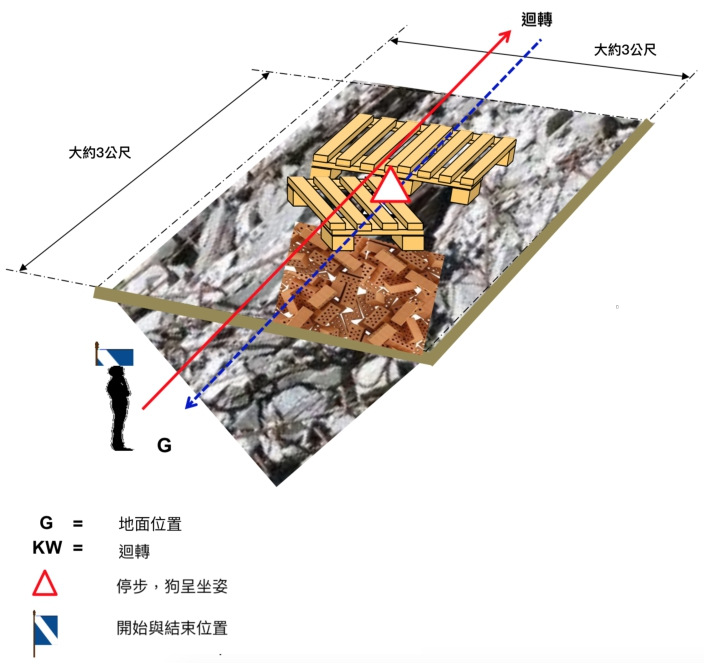 迴轉
大約3公尺
大約3公尺
G
G = 地面位置
KW = 迴轉
停步，狗呈坐姿
開始與結束位置